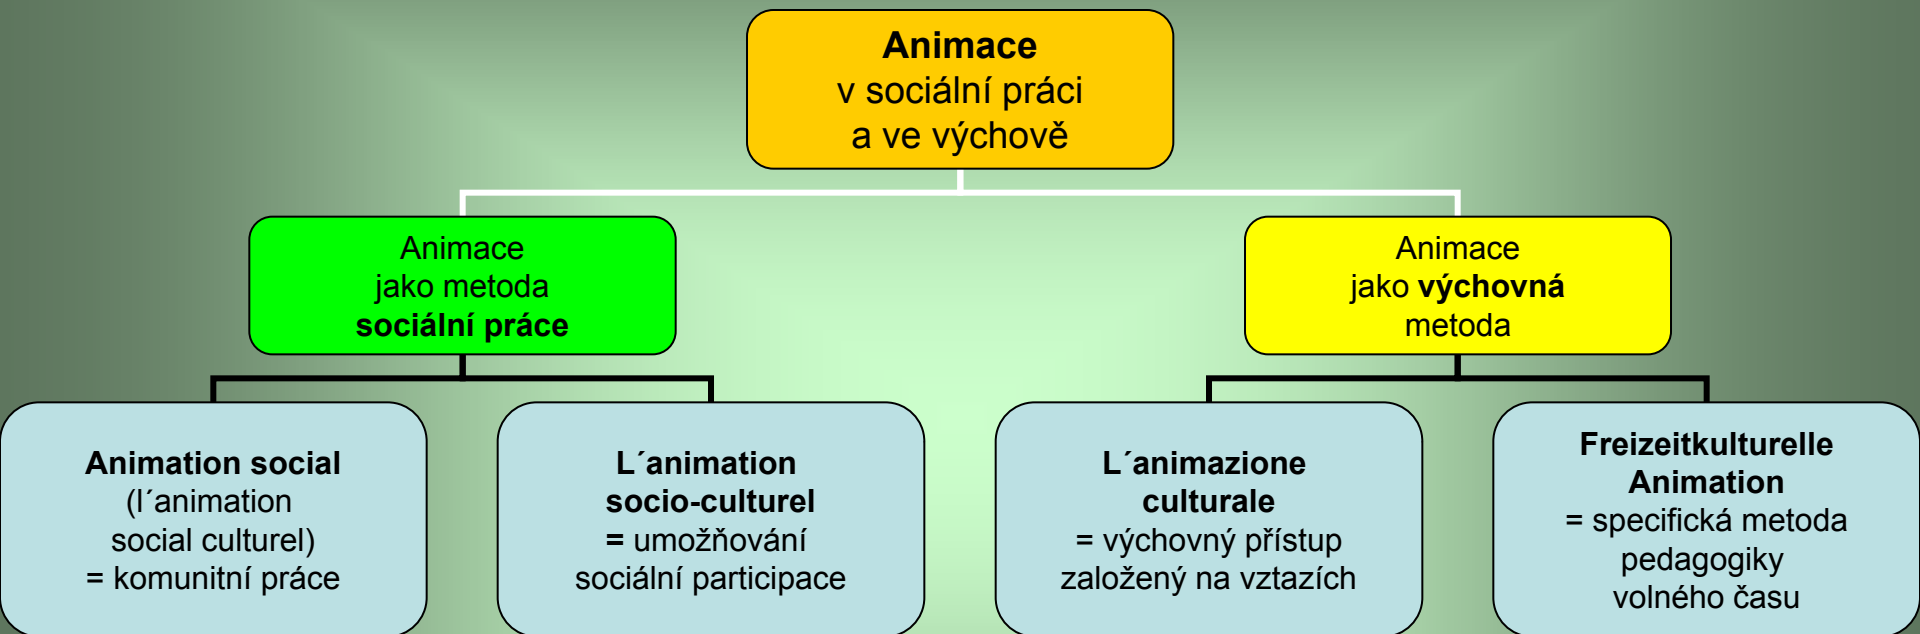 Animace
v sociální práci
a ve výchově
Animace
jako metoda
sociální práce
Animace
jako výchovná
metoda
Animation social
(l´animation
social culturel)
= komunitní práce
L´animation
socio-culturel
= umožňování
sociální participace
L´animazione
culturale
= výchovný přístup
založený na vztazích
Freizeitkulturelle
Animation
= specifická metoda
pedagogiky
volného času